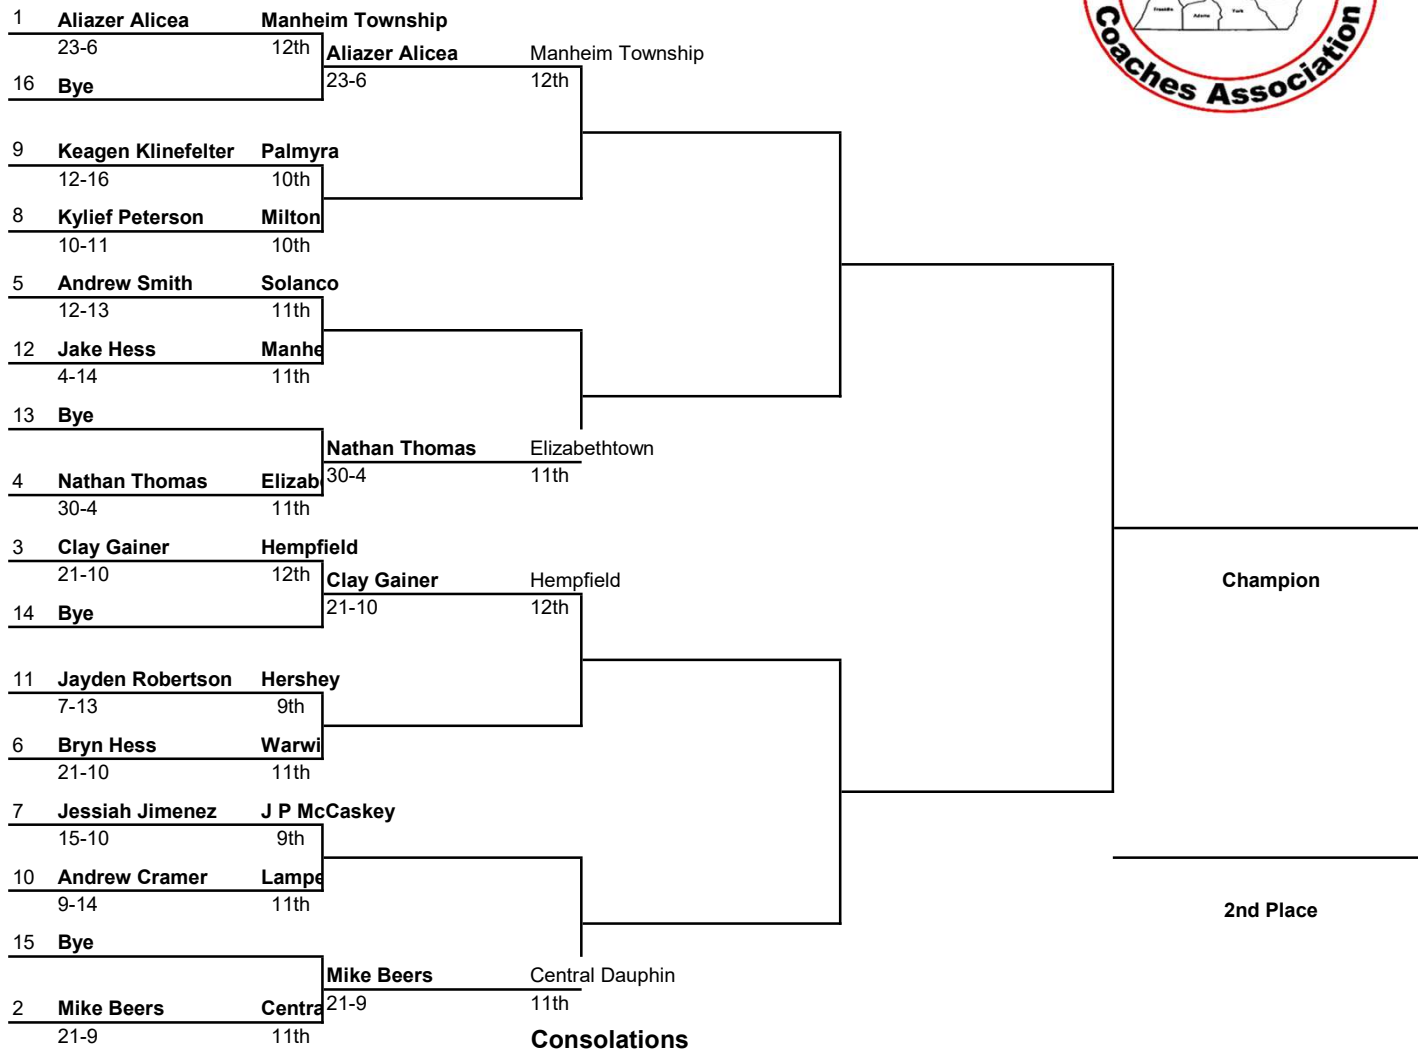 Coaches Association
Franklin Adams York
1 Aliazer Alicea Manheim Township
23-6 12th
16 Bye
Aliazer Alicea Manheim Township
23-6 12th
9 Keagen Klinefelter Palmyra
12-16 10th
8 Kylief Peterson Milton
10-11 10th
5 Andrew Smith Solanco
12-13 11th
12 Jake Hess Manhe
4-14 11th
13 Bye
Nathan Thomas Elizabethtown
30-4 11th
4 Nathan Thomas Elizab
30-4 11th
3 Clay Gainer Hempfield
21-10 12th
Clay Gainer Hempfield
21-10 12th
14 Bye
11 Jayden Robertson Hershey
7-13 9th
6 Bryn Hess Warwi
21-10 11th
7 Jessiah Jimenez J P McCaskey
15-10 9th
10 Andrew Cramer Lampe
9-14 11th
15 Bye
Mike Beers Central Dauphin
21-9 11th
2 Mike Beers Centra
21-9 11th
Champion
2nd Place
Consolations